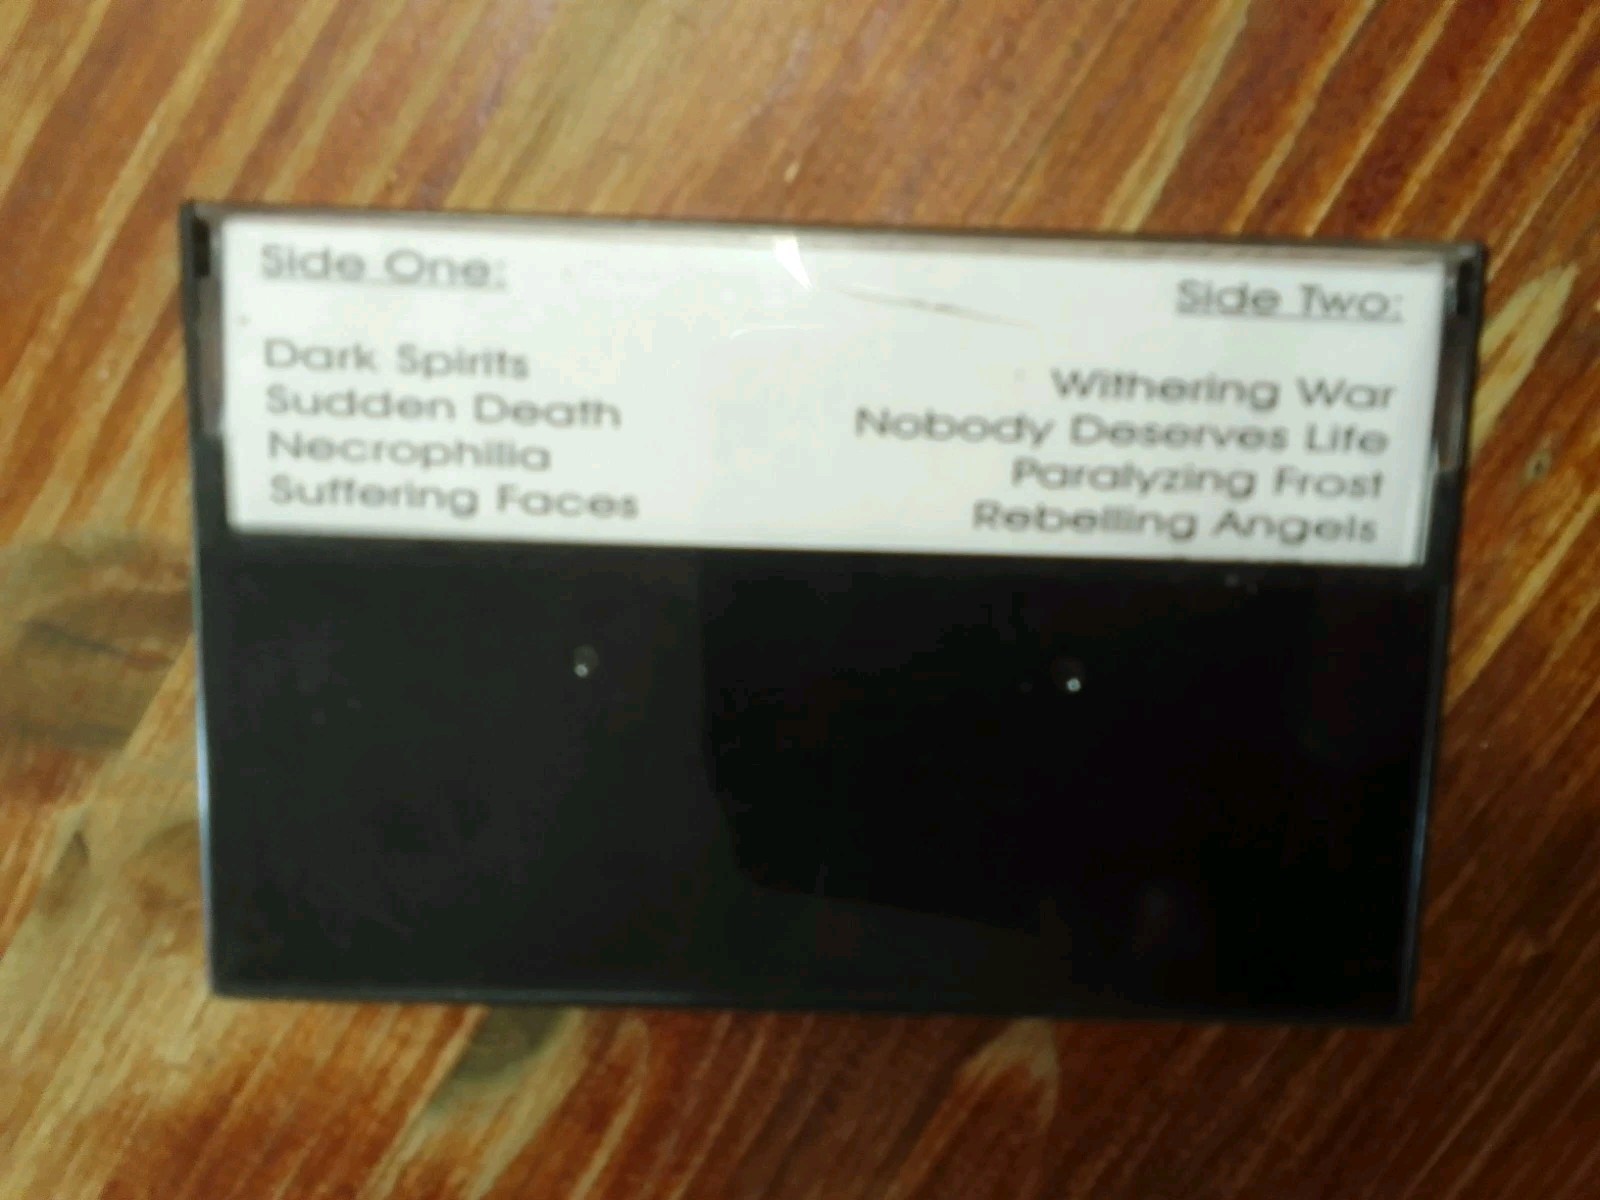 Side One:
Dark Spirits
Sudden Death
Necrophilia
Suffering Faces
Side Two:
Withering War
Nobody Deserves Life
Paralyzing Frost
Rebelling Angels